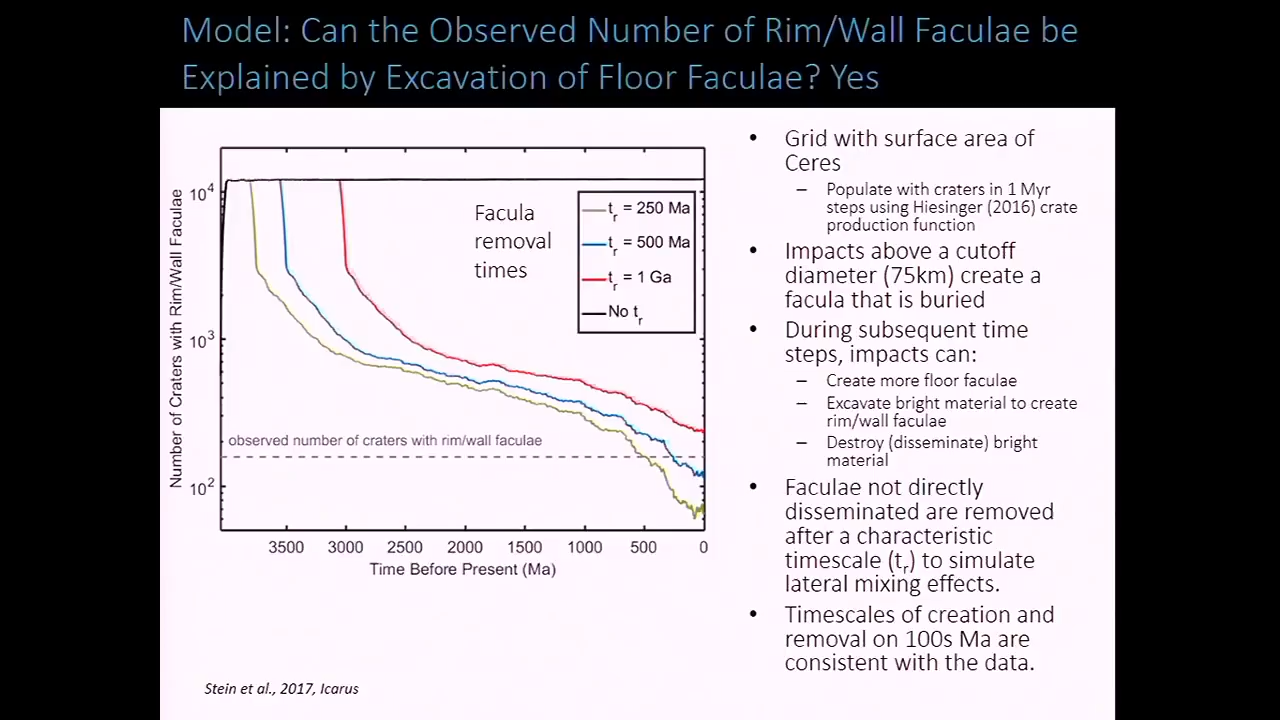 Model: Can the Observed Number of Rim/Wall Faculae be
Explained by Excavation of Floor Faculae? Yes
Number of Craters with Rim/Wall Faculae
10^4
10^3
10^2
Facula
removal
times
t_r = 250 Ma
t_r = 500 Ma
t_r = 1 Ga
No t_r
observed number of craters with rim/wall faculae
3500 3000 2500 2000 1500 1000 500 0
Time Before Present (Ma)
• Grid with surface area of
Ceres
– Populate with craters in 1 Myr
steps using Hiesinger (2016) crate
production function
• Impacts above a cutoff
diameter (75km) create a
facula that is buried
• During subsequent time
steps, impacts can:
– Create more floor faculae
– Excavate bright material to create
rim/wall faculae
– Destroy (disseminate) bright
material
• Faculae not directly
disseminated are removed
after a characteristic
timescale (t_r) to simulate
lateral mixing effects.
• Timescales of creation and
removal on 100s Ma are
consistent with the data.
Stein et al., 2017, Icarus